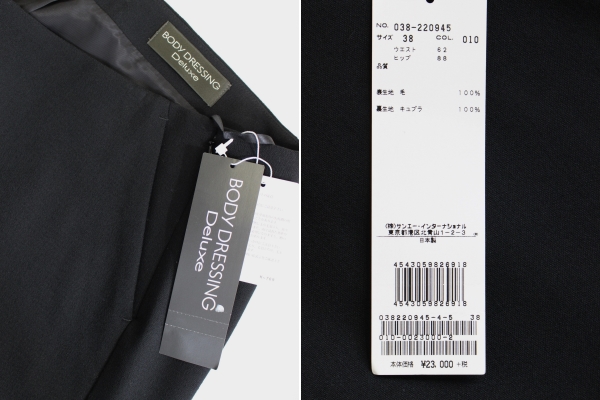 BODY DRESSING
Deluxe
BODY DRESSING
Deluxe
NO. 038-220945
サイズ 38 COL. 010
ウエスト 62
ヒップ 88
品質
表生地 毛 100%
裏生地 キュプラ 100%
(株)サンエー・インターナショナル
東京都港区北青山1-2-3
日本製
4543059826918
4543059826918
038220945-4-5 38
010-0023000-2
本体価格 ¥23,000 +税